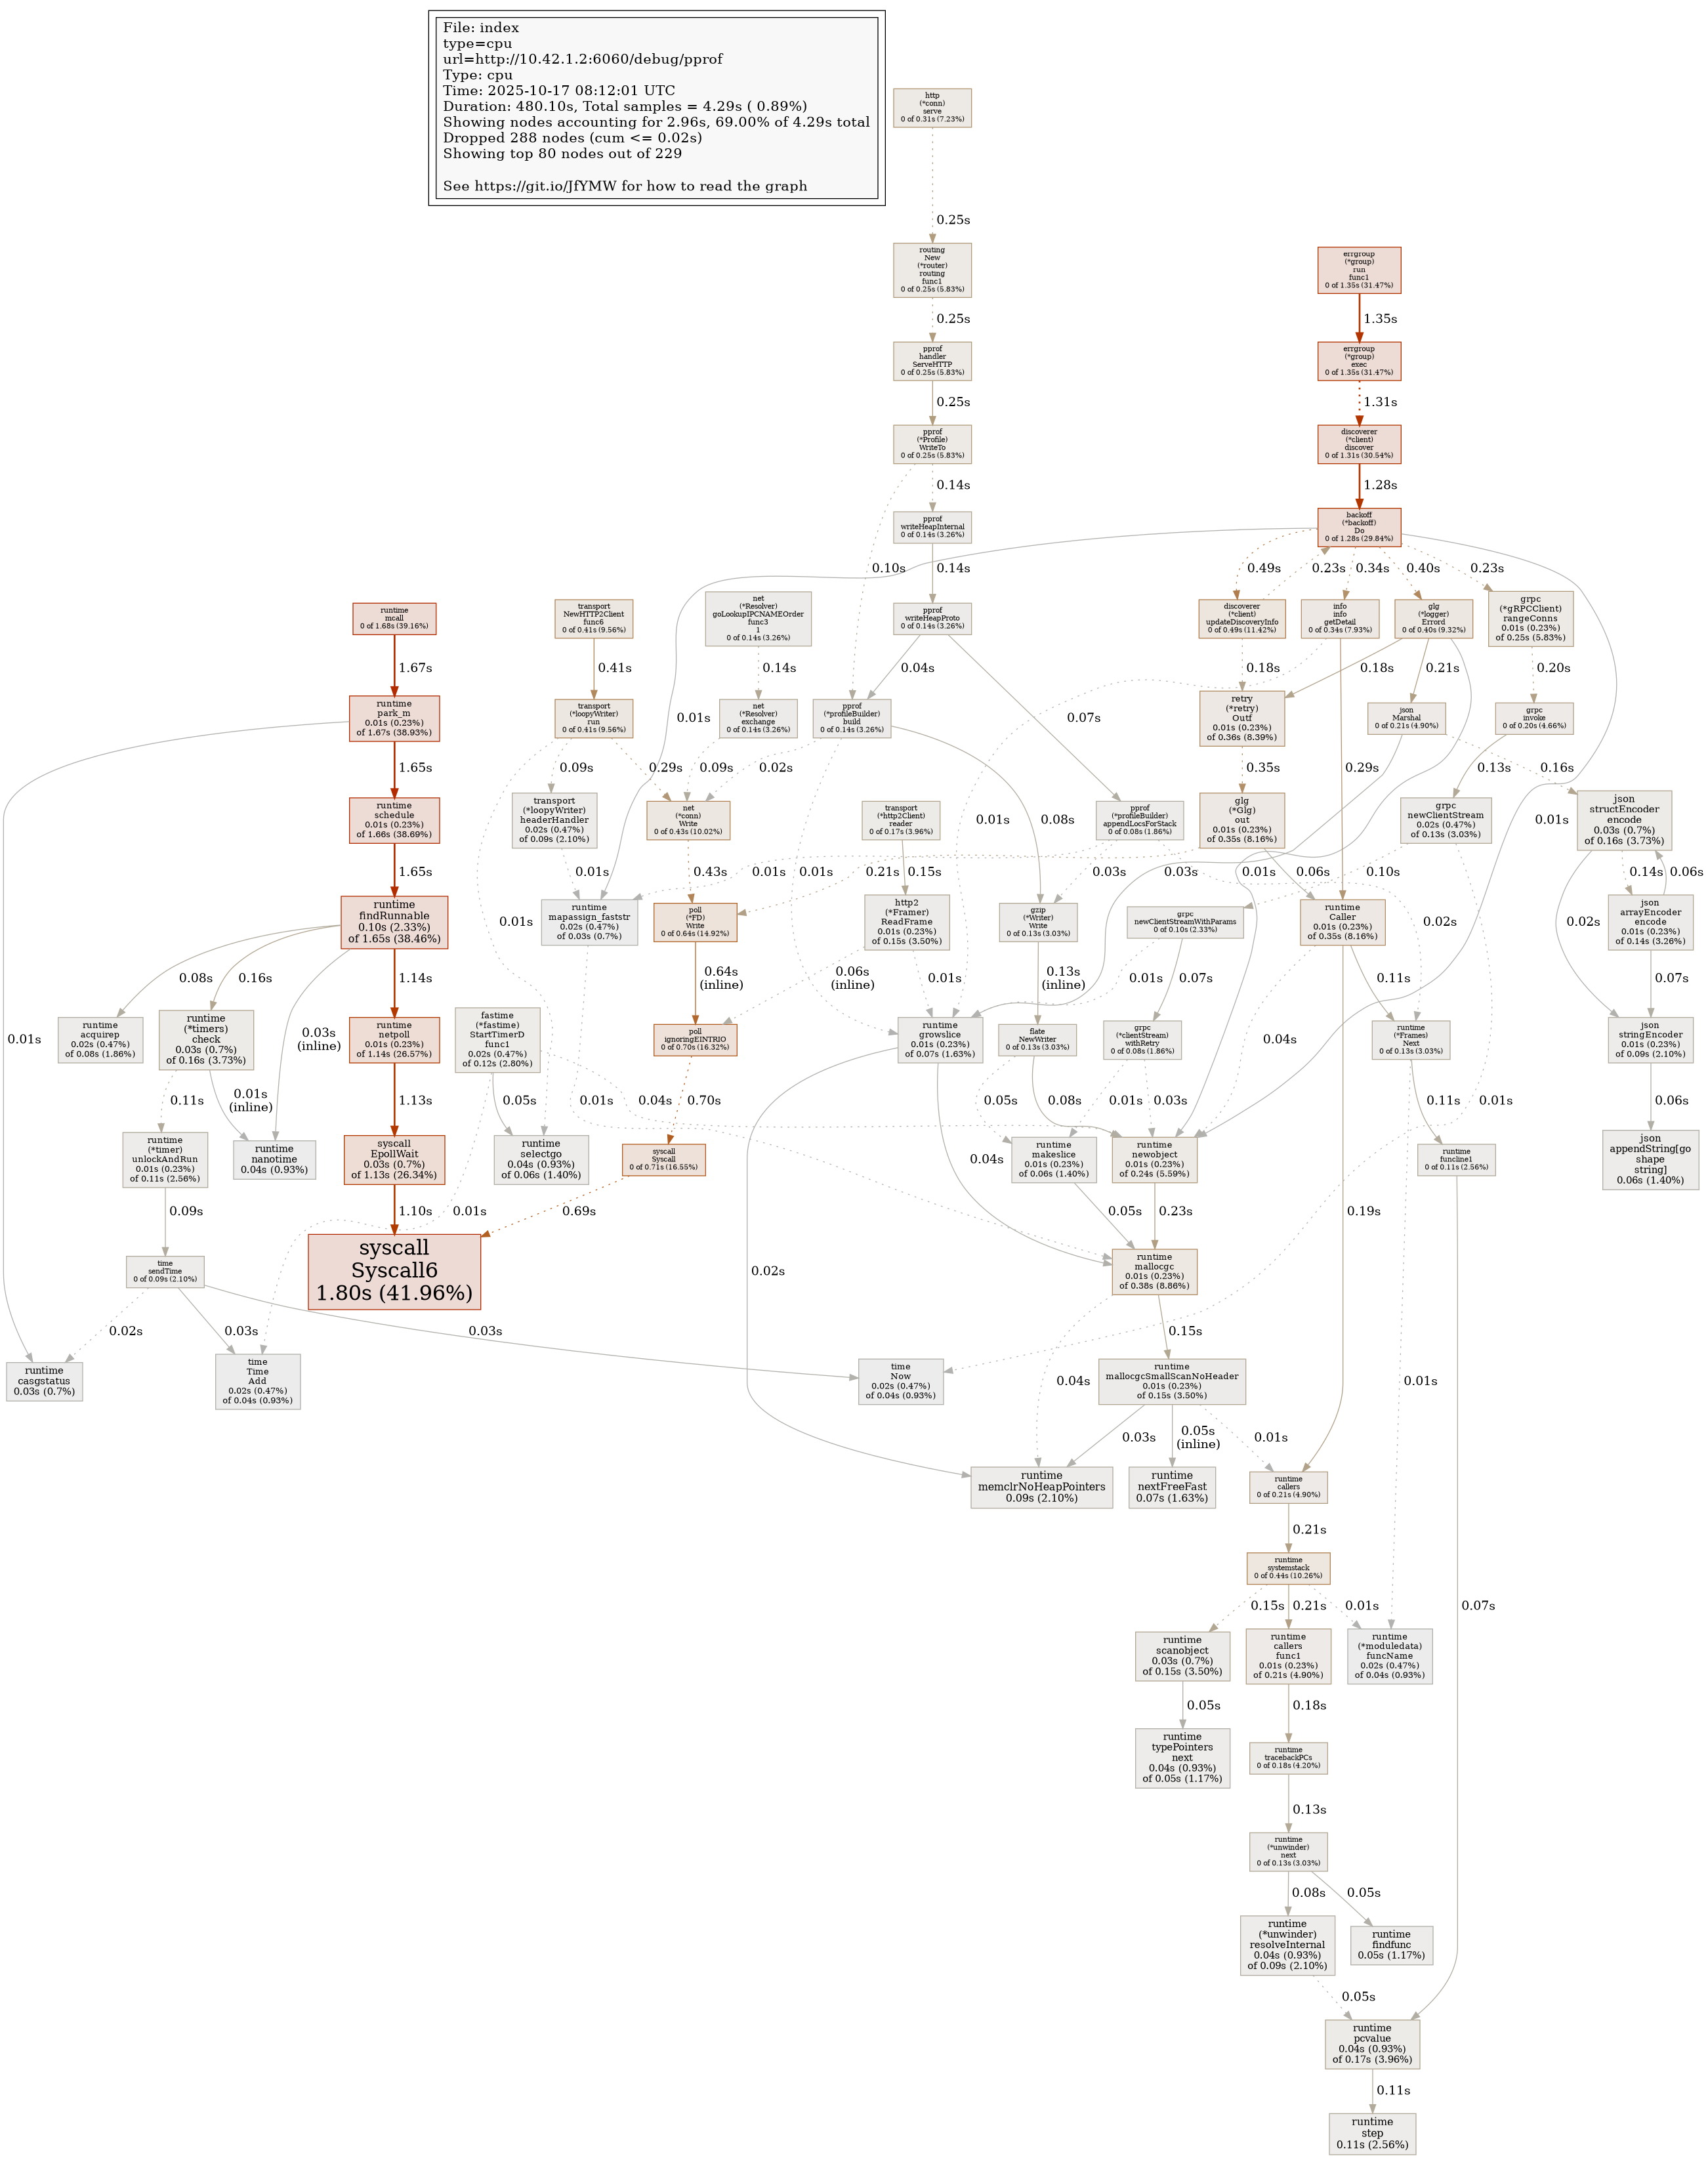 File: index
type=cpu
url=http://10.42.1.2:6060/debug/pprof
Type: cpu
Time: 2025-10-17 08:12:01 UTC
Duration: 480.10s, Total samples = 4.29s ( 0.89%)
Showing nodes accounting for 2.96s, 69.00% of 4.29s total
Dropped 288 nodes (cum <= 0.02s)
Showing top 80 nodes out of 229
See https://git.io/JfYMW for how to read the graph
http
(*conn)
serve
0 of 0.31s (7.23%)
0.25s
routing
New
(*router)
routing
func1
0 of 0.25s (5.83%)
errgroup
(*group)
run
func1
0 of 1.35s (31.47%)
0.25s
1.35s
pprof
handler
ServeHTTP
0 of 0.25s (5.83%)
errgroup
(*group)
exec
0 of 1.35s (31.47%)
0.25s
1.31s
pprof
(*Profile)
WriteTo
0 of 0.25s (5.83%)
discoverer
(*client)
discover
0 of 1.31s (30.54%)
0.14s
1.28s
pprof
writeHeapInternal
0 of 0.14s (3.26%)
backoff
(*backoff)
Do
0 of 1.28s (29.84%)
0.10s
0.14s
0.49s
0.23s
0.34s
0.40s
0.23s
runtime
mcall
0 of 1.68s (39.16%)
transport
NewHTTP2Client
func6
0 of 0.41s (9.56%)
net
(*Resolver)
goLookupIPCNAMEOrder
func3
1
0 of 0.14s (3.26%)
pprof
writeHeapProto
0 of 0.14s (3.26%)
discoverer
(*client)
updateDiscoveryInfo
0 of 0.49s (11.42%)
info
info
getDetail
0 of 0.34s (7.93%)
glg
(*logger)
Errord
0 of 0.40s (9.32%)
grpc
(*gRPCClient)
rangeConns
0.01s (0.23%)
of 0.25s (5.83%)
1.67s
0.41s
0.14s
0.04s
0.18s
0.18s
0.21s
0.20s
runtime
park_m
0.01s (0.23%)
of 1.67s (38.93%)
transport
(*loopyWriter)
run
0 of 0.41s (9.56%)
net
(*Resolver)
exchange
0 of 0.14s (3.26%)
pprof
(*profileBuilder)
build
0 of 0.14s (3.26%)
retry
(*retry)
Outf
0.01s (0.23%)
of 0.36s (8.39%)
json
Marshal
0 of 0.21s (4.90%)
grpc
invoke
0 of 0.20s (4.66%)
0.01s
0.07s
1.65s
0.09s
0.29s
0.09s
0.02s
0.35s
0.29s
0.13s
0.16s
runtime
schedule
0.01s (0.23%)
of 1.66s (38.69%)
transport
(*loopyWriter)
headerHandler
0.02s (0.47%)
of 0.09s (2.10%)
net
(*conn)
Write
0 of 0.43s (10.02%)
transport
(*http2Client)
reader
0 of 0.17s (3.96%)
pprof
(*profileBuilder)
appendLocsForStack
0 of 0.08s (1.86%)
glg
(*Glg)
out
0.01s (0.23%)
of 0.35s (8.16%)
grpc
newClientStream
0.02s (0.47%)
of 0.13s (3.03%)
json
structEncoder
encode
0.03s (0.7%)
of 0.16s (3.73%)
0.08s
0.01s
0.01s
1.65s
0.01s
0.43s
0.01s
0.21s
0.15s
0.01s
0.03s
0.03s
0.06s
0.01s
0.10s
0.14s
0.06s
runtime
findRunnable
0.10s (2.33%)
of 1.65s (38.46%)
runtime
mapassign_faststr
0.02s (0.47%)
of 0.03s (0.7%)
poll
(*FD)
Write
0 of 0.64s (14.92%)
http2
(*Framer)
ReadFrame
0.01s (0.23%)
of 0.15s (3.50%)
gzip
(*Writer)
Write
0 of 0.13s (3.03%)
grpc
newClientStreamWithParams
0 of 0.10s (2.33%)
runtime
Caller
0.01s (0.23%)
of 0.35s (8.16%)
json
arrayEncoder
encode
0.01s (0.23%)
of 0.14s (3.26%)
0.01s
0.02s
0.02s
0.08s
0.16s
1.14s
0.64s
(inline)
0.06s
(inline)
0.01s
0.13s
(inline)
0.01s
0.07s
0.11s
0.07s
runtime
acquirep
0.02s (0.47%)
of 0.08s (1.86%)
runtime
(*timers)
check
0.03s (0.7%)
of 0.16s (3.73%)
0.03s
(inline)
runtime
netpoll
0.01s (0.23%)
of 1.14s (26.57%)
fastime
(*fastime)
StartTimerD
func1
0.02s (0.47%)
of 0.12s (2.80%)
poll
ignoringEINTRIO
0 of 0.70s (16.32%)
runtime
growslice
0.01s (0.23%)
of 0.07s (1.63%)
flate
NewWriter
0 of 0.13s (3.03%)
grpc
(*clientStream)
withRetry
0 of 0.08s (1.86%)
0.04s
runtime
(*Frames)
Next
0 of 0.13s (3.03%)
json
stringEncoder
0.01s (0.23%)
of 0.09s (2.10%)
0.01s
0.11s
0.01s
(inline)
1.13s
0.05s
0.01s
0.04s
0.70s
0.05s
0.08s
0.01s
0.03s
0.11s
0.01s
0.06s
runtime
(*timer)
unlockAndRun
0.01s (0.23%)
of 0.11s (2.56%)
runtime
nanotime
0.04s (0.93%)
syscall
EpollWait
0.03s (0.7%)
of 1.13s (26.34%)
runtime
selectgo
0.04s (0.93%)
of 0.06s (1.40%)
syscall
Syscall
0 of 0.71s (16.55%)
0.04s
runtime
makeslice
0.01s (0.23%)
of 0.06s (1.40%)
runtime
newobject
0.01s (0.23%)
of 0.24s (5.59%)
runtime
funcline1
0 of 0.11s (2.56%)
json
appendString[go
shape
string]
0.06s (1.40%)
0.09s
1.10s
0.01s
0.69s
0.05s
0.23s
0.19s
time
sendTime
0 of 0.09s (2.10%)
syscall
Syscall6
1.80s (41.96%)
0.02s
runtime
mallocgc
0.01s (0.23%)
of 0.38s (8.86%)
0.02s
0.03s
0.03s
0.15s
runtime
casgstatus
0.03s (0.7%)
time
Time
Add
0.02s (0.47%)
of 0.04s (0.93%)
time
Now
0.02s (0.47%)
of 0.04s (0.93%)
0.04s
runtime
mallocgcSmallScanNoHeader
0.01s (0.23%)
of 0.15s (3.50%)
0.01s
0.03s
0.05s
(inline)
0.01s
runtime
memclrNoHeapPointers
0.09s (2.10%)
runtime
nextFreeFast
0.07s (1.63%)
runtime
callers
0 of 0.21s (4.90%)
0.21s
runtime
systemstack
0 of 0.44s (10.26%)
0.15s
0.21s
0.01s
0.07s
runtime
scanobject
0.03s (0.7%)
of 0.15s (3.50%)
runtime
callers
func1
0.01s (0.23%)
of 0.21s (4.90%)
runtime
(*moduledata)
funcName
0.02s (0.47%)
of 0.04s (0.93%)
0.05s
0.18s
runtime
typePointers
next
0.04s (0.93%)
of 0.05s (1.17%)
runtime
tracebackPCs
0 of 0.18s (4.20%)
0.13s
runtime
(*unwinder)
next
0 of 0.13s (3.03%)
0.08s
0.05s
runtime
(*unwinder)
resolveInternal
0.04s (0.93%)
of 0.09s (2.10%)
runtime
findfunc
0.05s (1.17%)
0.05s
runtime
pcvalue
0.04s (0.93%)
of 0.17s (3.96%)
0.11s
runtime
step
0.11s (2.56%)